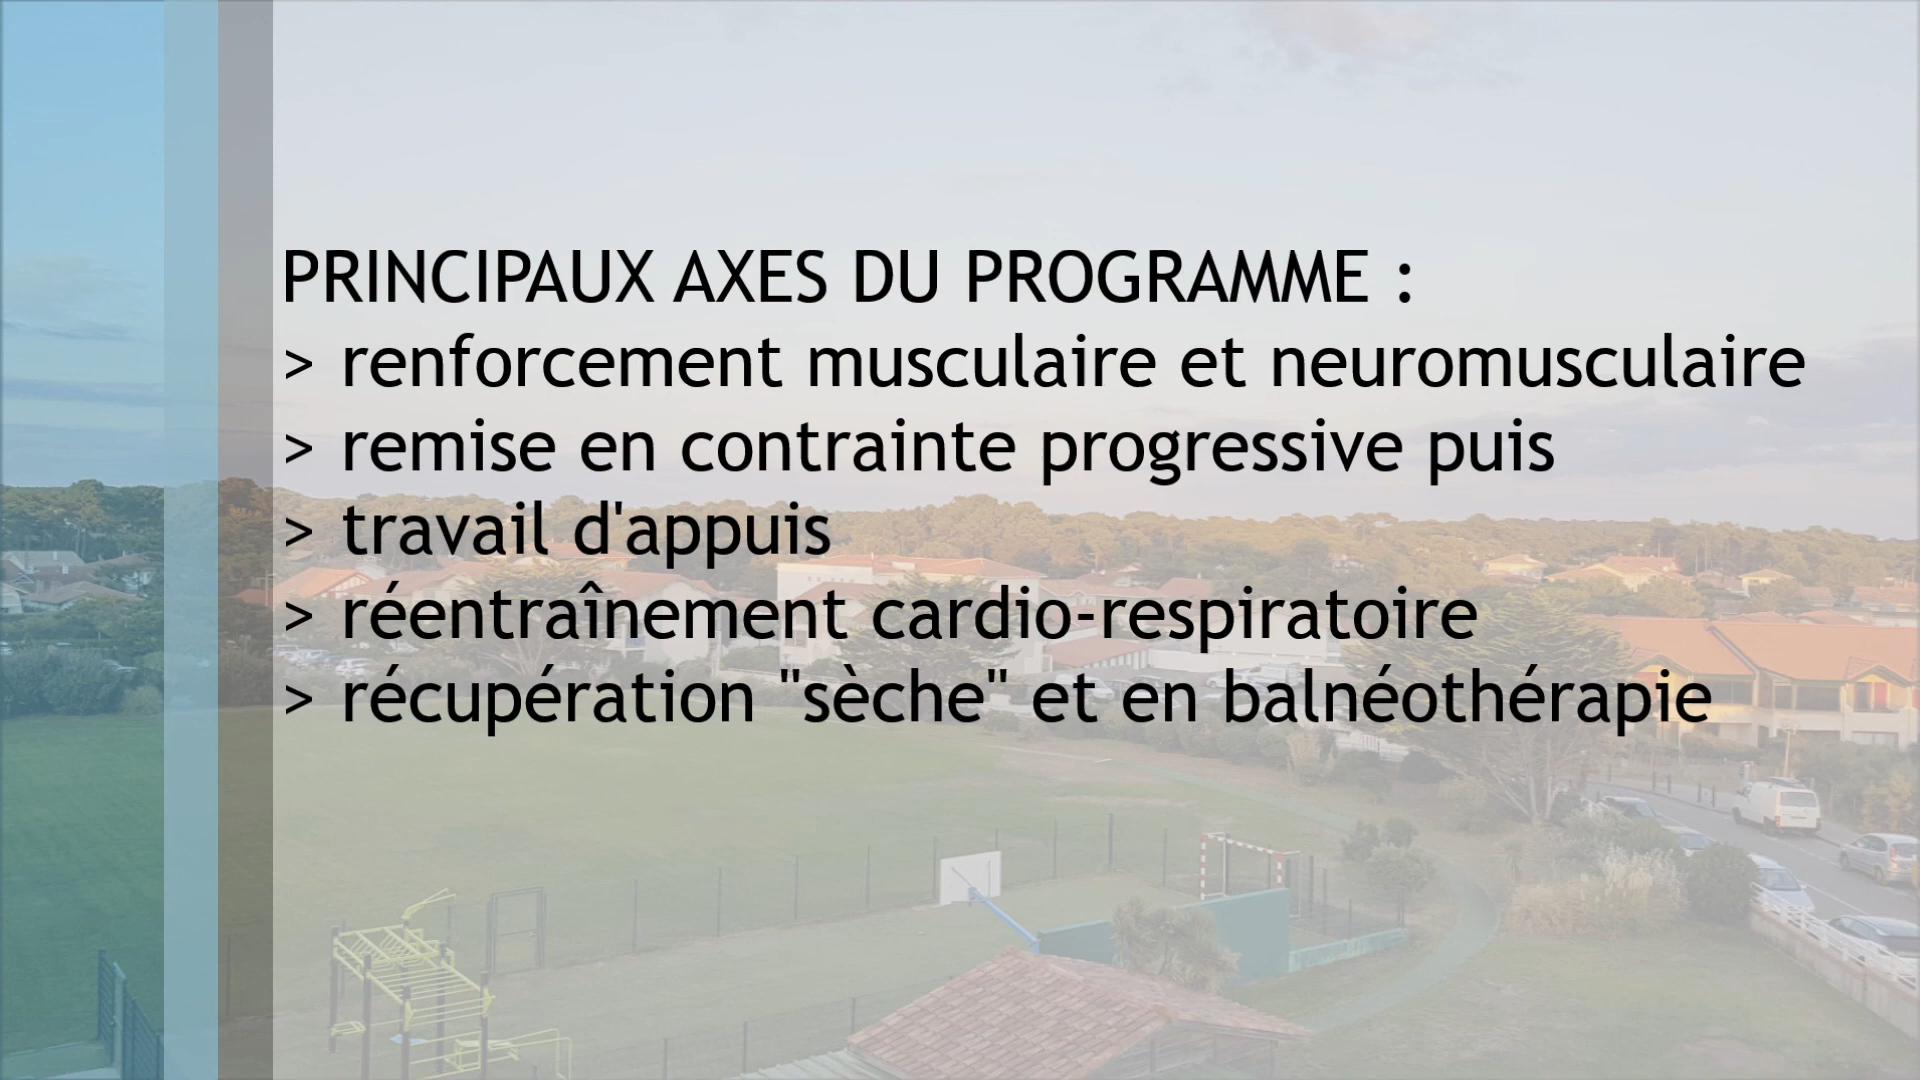 PRINCIPAUX AXES DU PROGRAMME :
> renforcement musculaire et neuromusculaire
> remise en contrainte progressive puis
> travail d'appuis
> réentraînement cardio-respiratoire
> récupération "sèche" et en balnéothérapie